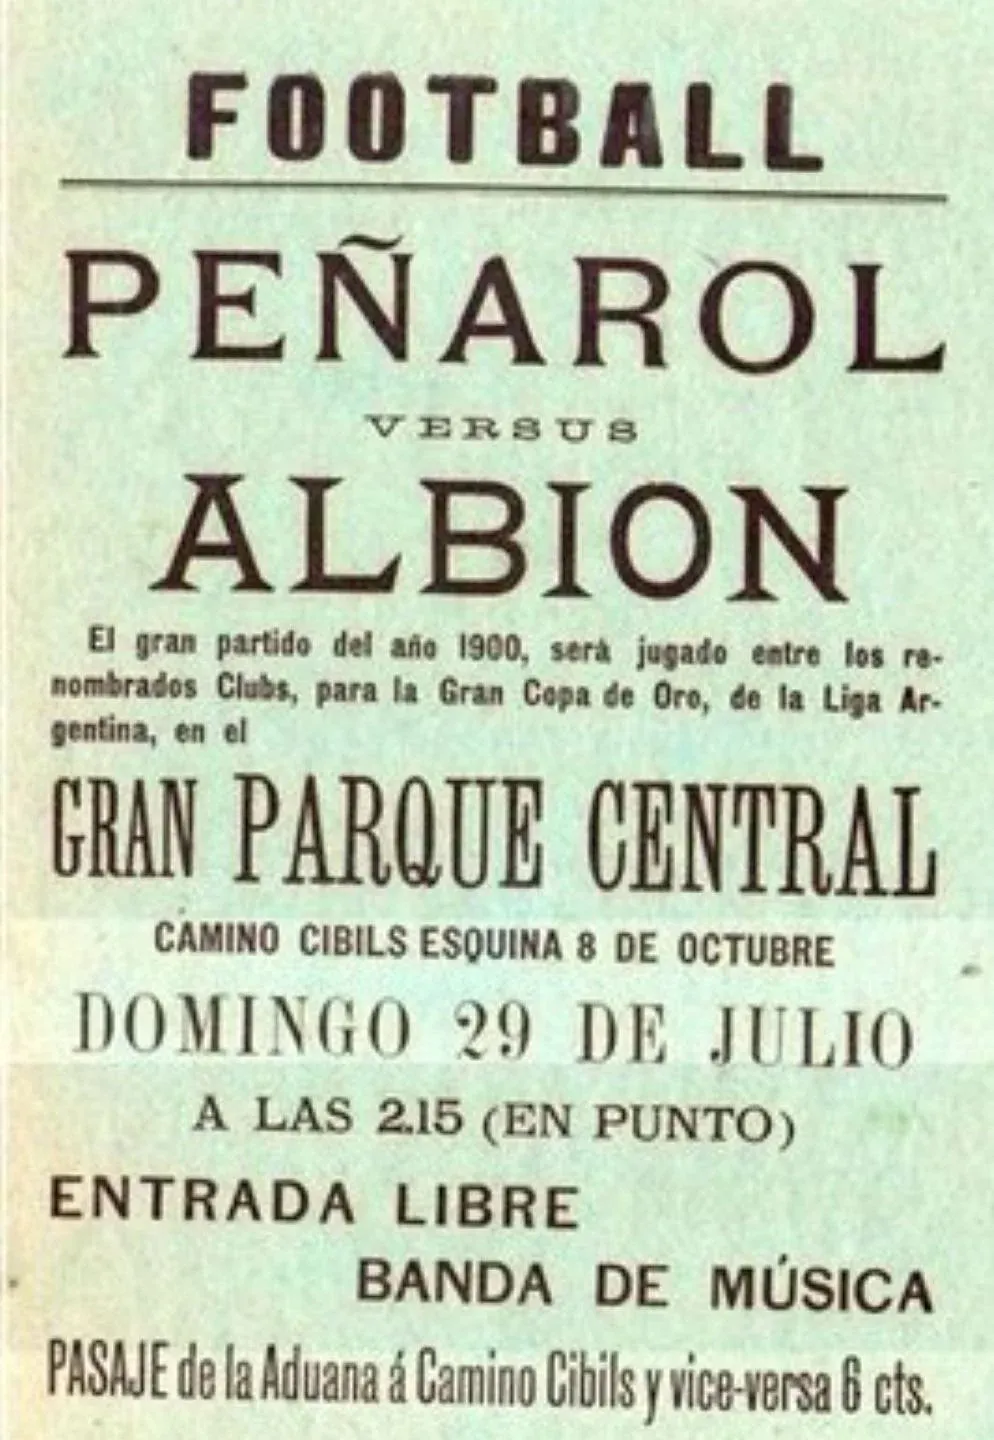 FOOTBALL
PEÑAROL
VERSUS
ALBION
El gran partido del año 1900, será jugado entre los re-
nombrados Clubs, para la Gran Copa de Oro, de la Liga Ar-
gentina, en el
GRAN PARQUE CENTRAL
CAMINO CIBILS ESQUINA 8 DE OCTUBRE
DOMINGO 29 DE JULIO
A LAS 2.15 (EN PUNTO)
ENTRADA LIBRE
BANDA DE MÚSICA
PASAJE de la Aduana á Camino Cibils y vice-versa 6 cts.